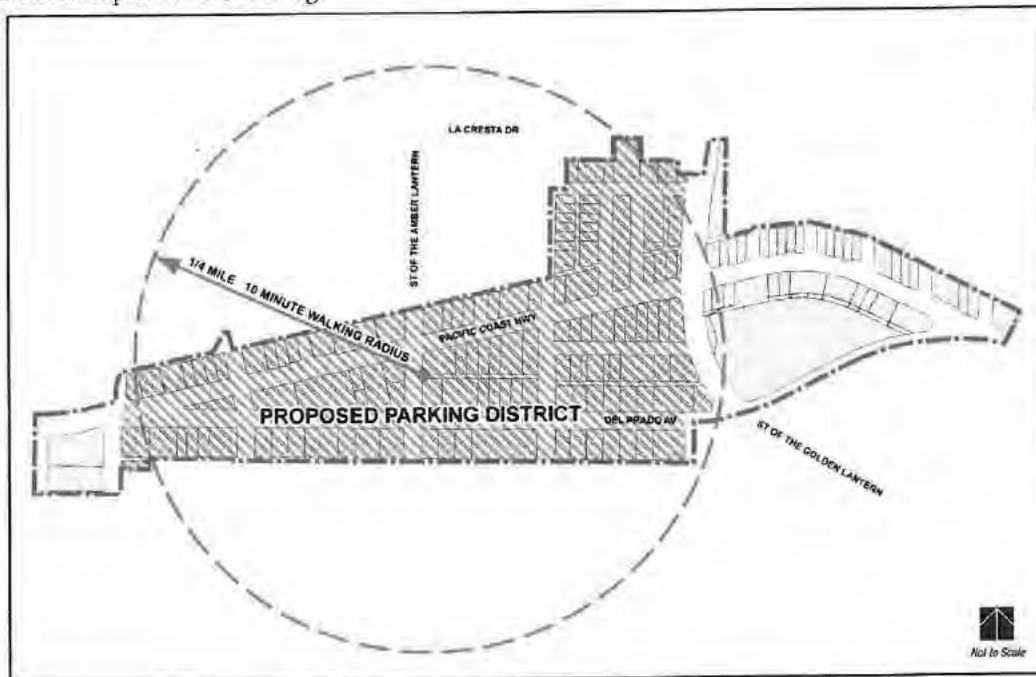 LA CRESTA DR
ST OF THE AMBER LANTERN
1/4 MILE 10 MINUTE WALKING RADIUS
PACIFIC COAST HWY
PROPOSED PARKING DISTRICT
DEL PRADO AV
ST OF THE GOLDEN LANTERN
Not to Scale